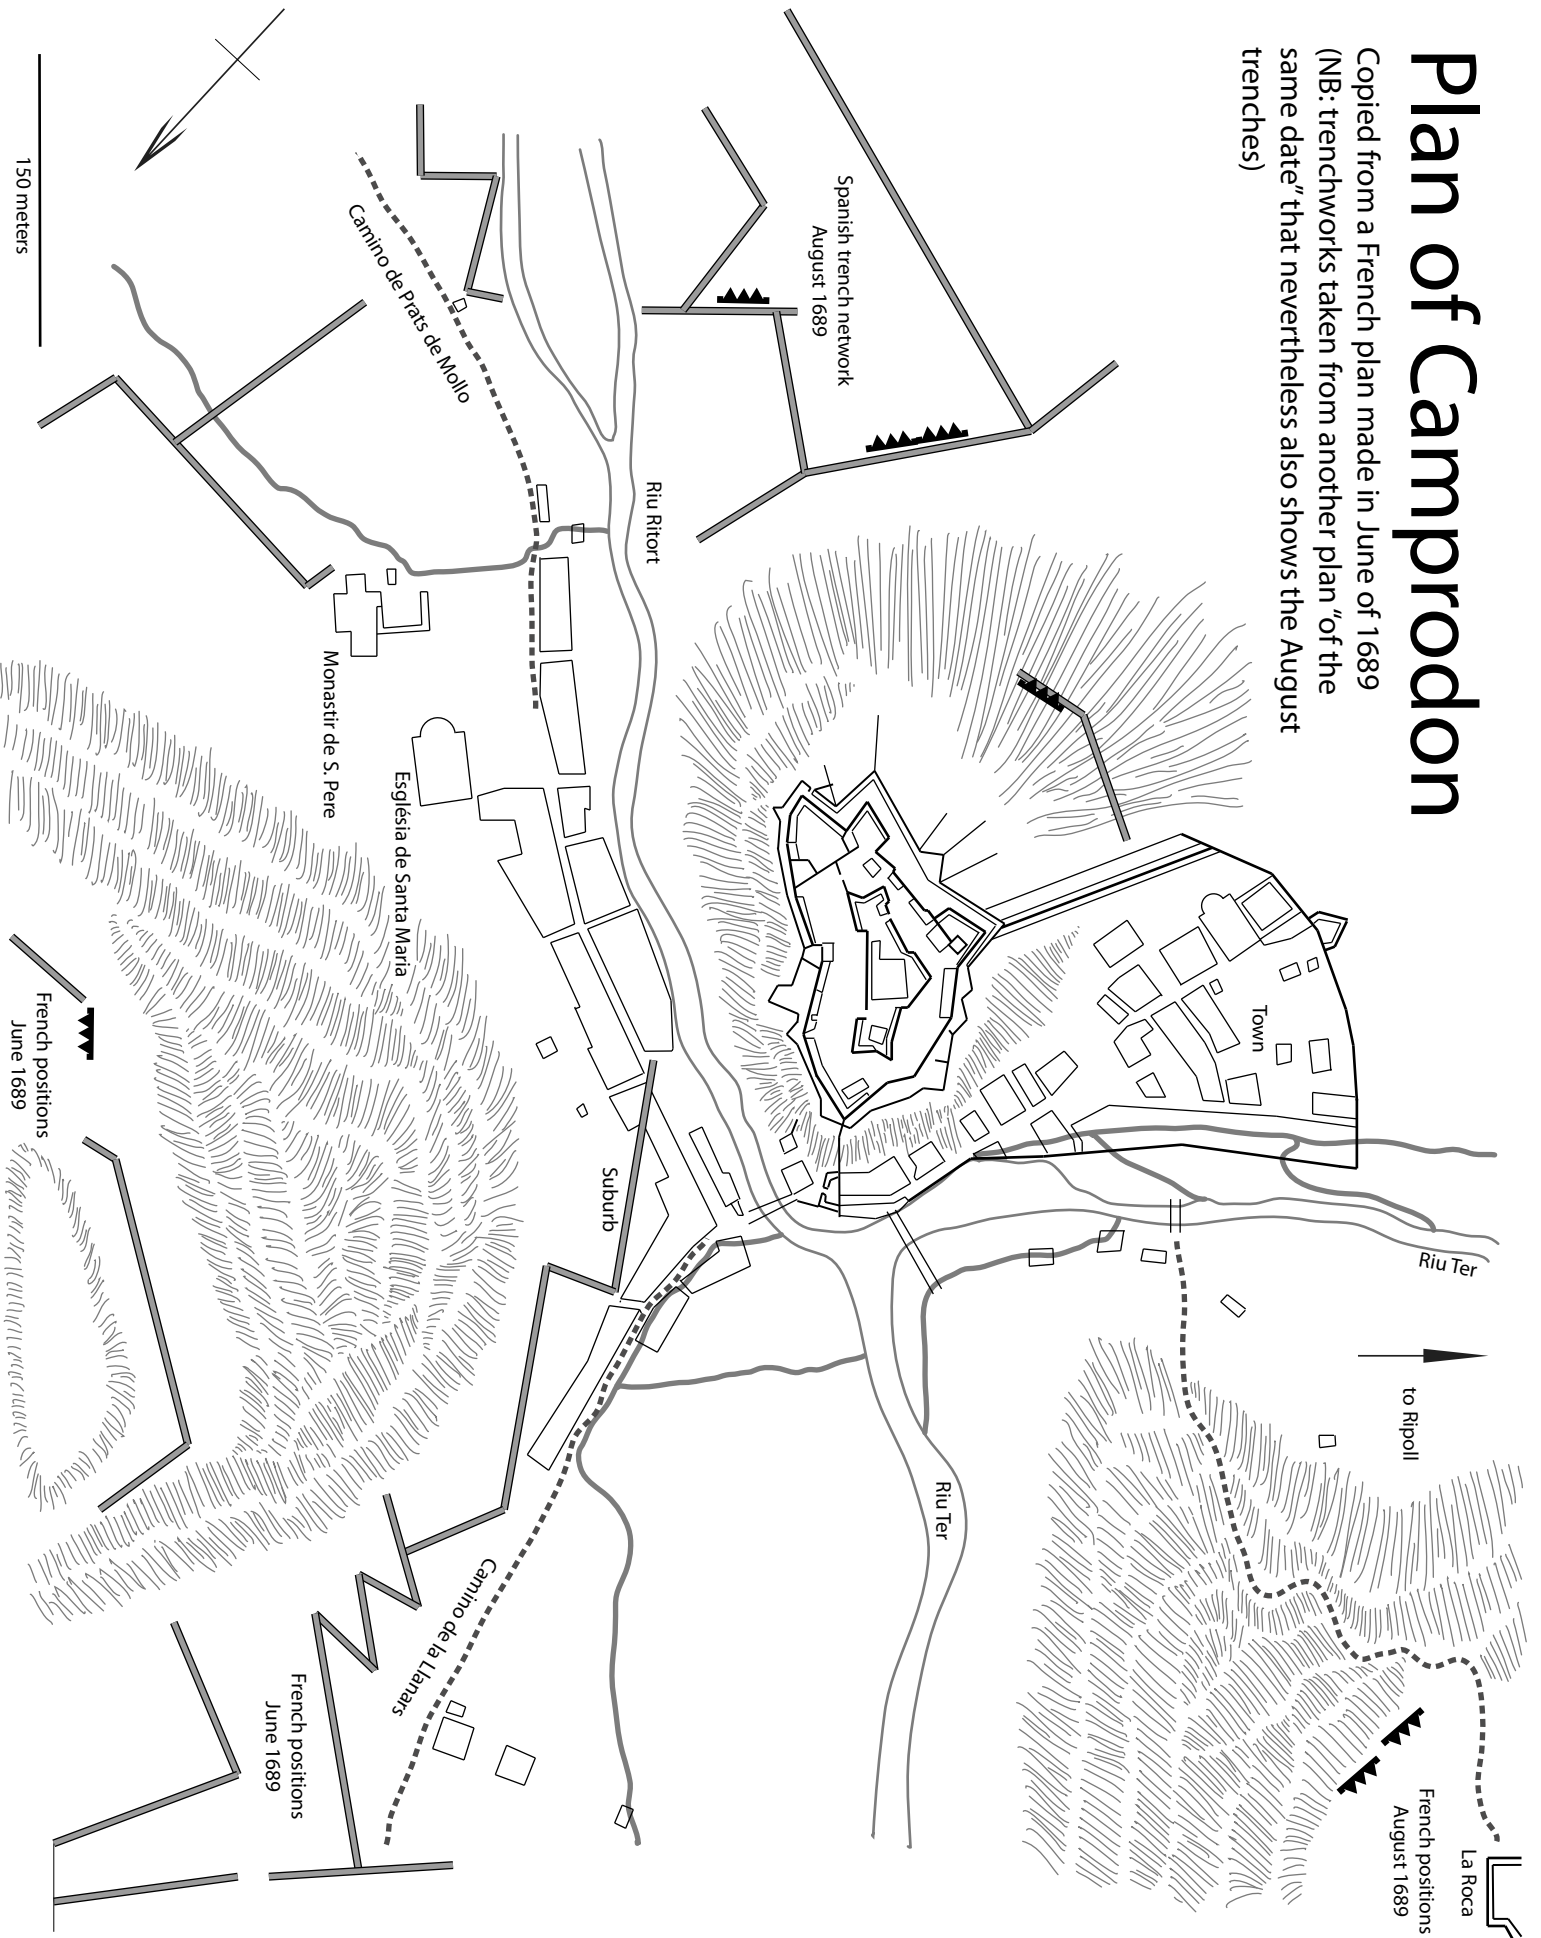 Plan of Camprodon
Copied from a French plan made in June of 1689
(NB: trenchworks taken from another plan “of the
same date” that nevertheless also shows the August
trenches)
Spanish trench network
August 1689
Riu Ritort
Camino de Prats de Mollo
150 meters
Monastir de S. Pere
Església de Santa Maria
Town
Suburb
French positions
June 1689
Riu Ter
to Ripoll
Riu Ter
Camino de la Llanars
French positions
June 1689
French positions
August 1689
La Roca